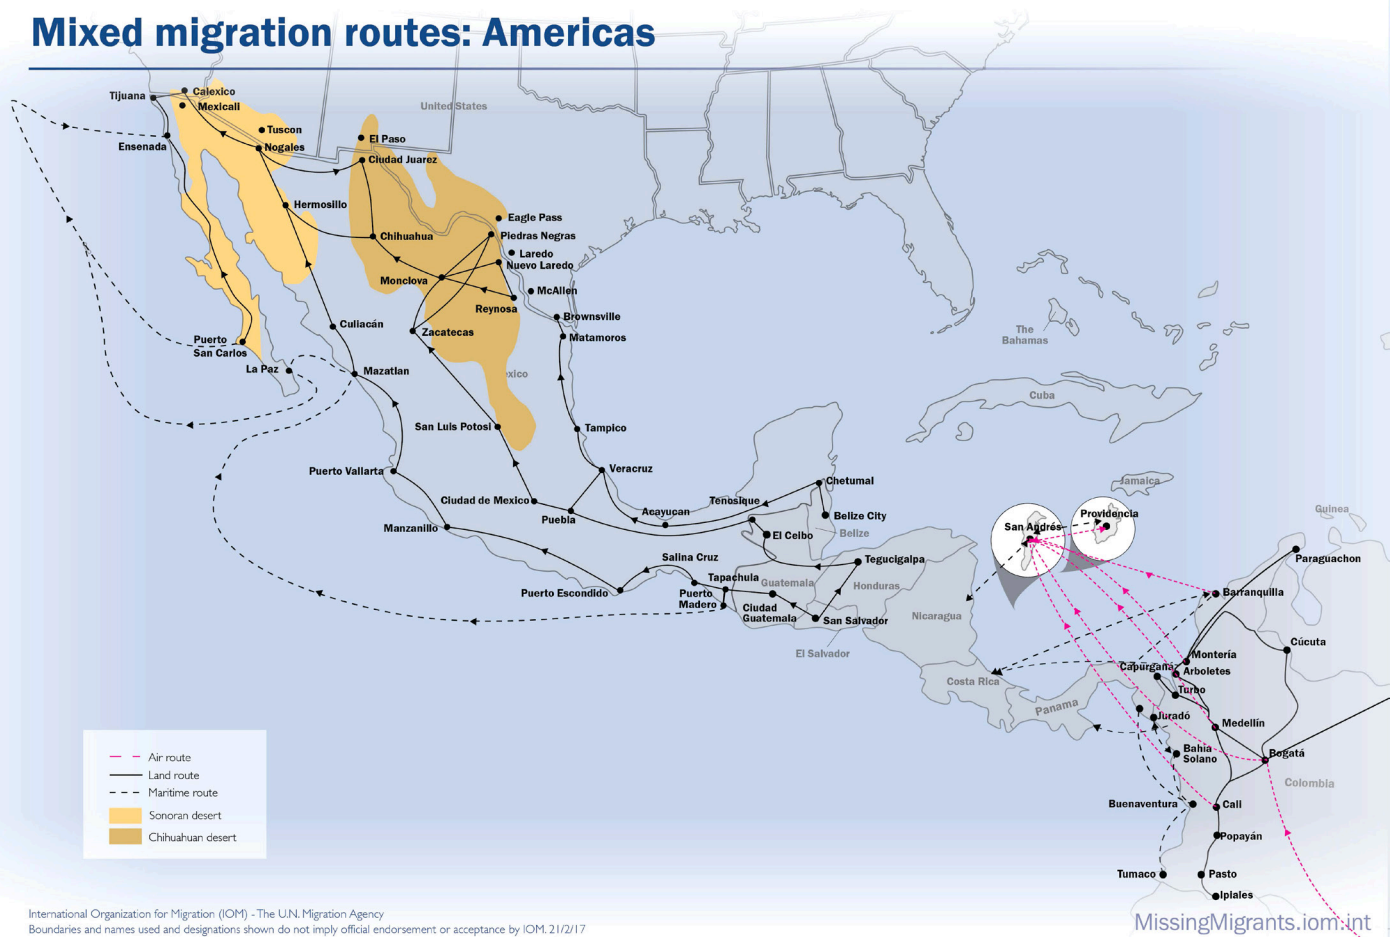 Mixed migration routes: Americas
United States
Tijuana
Calexico
Mexicali
Ensenada
Tuscon
Nogales
El Paso
Ciudad Juarez
Hermosillo
Chihuahua
Eagle Pass
Piedras Negras
Laredo
Nuevo Laredo
Monclova
McAllen
Reynosa
Brownsville
Matamoros
Culiacán
Zacatecas
Puerto
San Carlos
La Paz
Mazatlan
exico
The
Bahamas
Cuba
San Luis Potosi
Tampico
Puerto Vallarta
Veracruz
Chetumal
Jamaica
Ciudad de Mexico
Puebla
Acayucan
Tenosique
Belize City
Belize
Manzanillo
El Celbo
San Andrés
Providencia
Guinea
Salina Cruz
Tegucigalpa
Paraguachon
Puerto Escondido
Tapachula
Puerto
Madero
Guatemala
Honduras
Ciudad
Guatemala
San Salvador
El Salvador
Nicaragua
Barranquilla
Cúcuta
Montería
Capurgana
Arboletes
Costa Rica
Turbo
Panama
Juradó
Medellín
Bahía
Solano
Bogotá
Colombia
Buenaventura
Cali
Popayán
Tumaco
Pasto
Ipiales
Air route
Land route
Maritime route
Sonoran desert
Chihuahuan desert
International Organization for Migration (IOM) - The U.N. Migration Agency
Boundaries and names used and designations shown do not imply official endorsement or acceptance by IOM. 21/2/17
MissingMigrants.iom.int